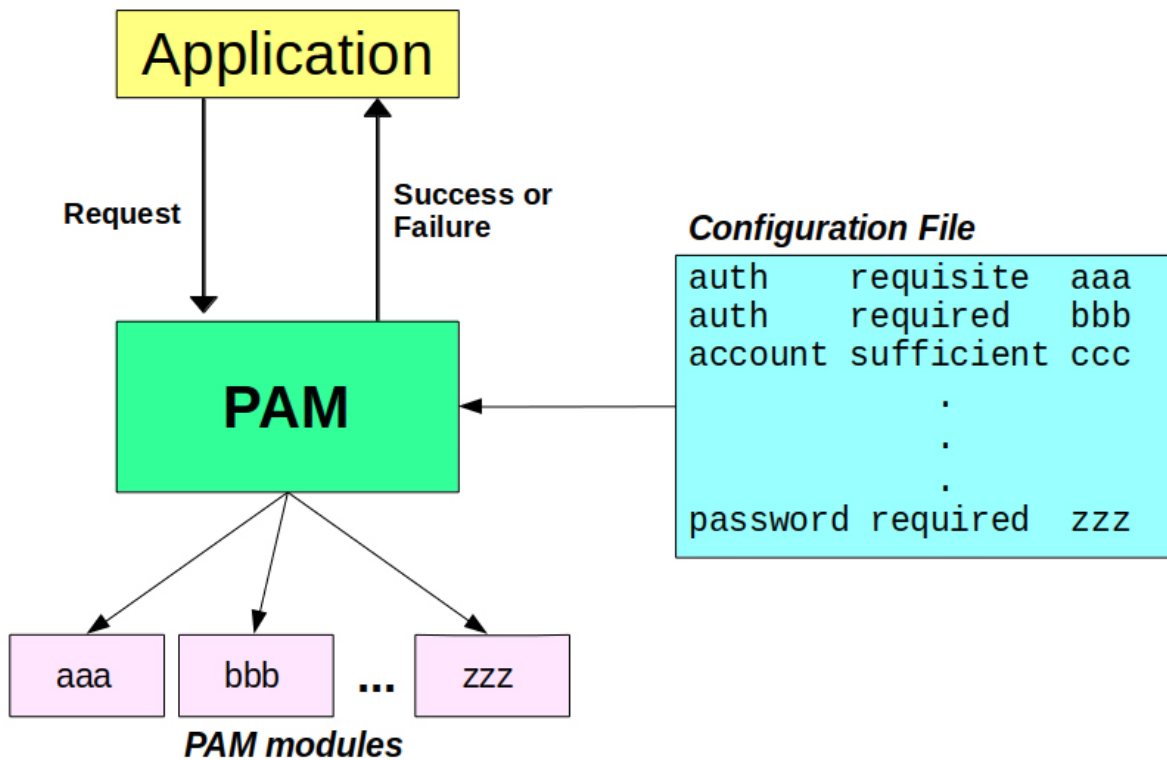 Application
Request
Success or
Failure
Configuration File
auth requisite aaa
auth required bbb
account sufficient ccc
.
.
.
password required zzz
PAM
aaa bbb ... zzz
PAM modules